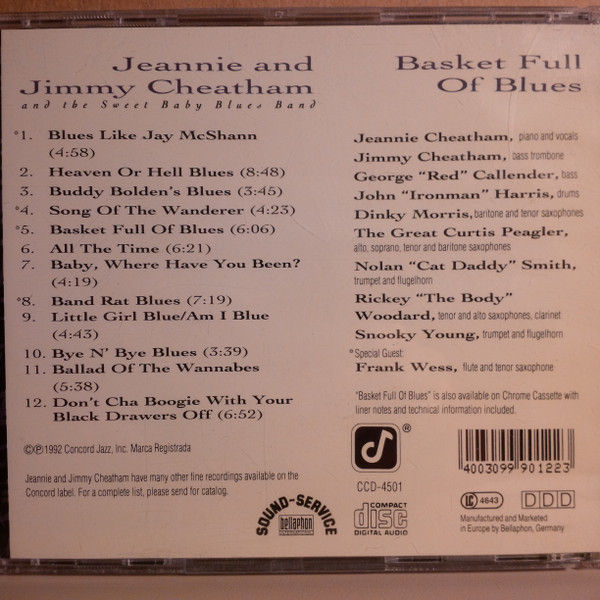 Jeannie and
Jimmy Cheatham
and the Sweet Baby Blues Band
*1. Blues Like Jay McShann
(4:58)
2. Heaven Or Hell Blues (8:48)
3. Buddy Bolden's Blues (3:45)
*4. Song Of The Wanderer (4:23)
*5. Basket Full Of Blues (6:06)
6. All The Time (6:21)
7. Baby, Where Have You Been?
(4:19)
*8. Band Rat Blues (7:19)
9. Little Girl Blue/Am I Blue
(4:43)
10. Bye N' Bye Blues (3:39)
11. Ballad Of The Wannabes
(5:38)
12. Don't Cha Boogie With Your
Black Drawers Off (6:52)
©℗1992 Concord Jazz, Inc. Marca Registrada
Jeannie and Jimmy Cheatham have many other fine recordings available on the
Concord label. For a complete list, please send for catalog.
SOUND-SERVICE
bellaphon
Basket Full
Of Blues
Jeannie Cheatham, piano and vocals
Jimmy Cheatham, bass trombone
George "Red" Callender, bass
John "Ironman" Harris, drums
Dinky Morris, baritone and tenor saxophones
The Great Curtis Peagler,
alto, soprano, tenor and baritone saxophones
Nolan "Cat Daddy" Smith,
trumpet and flugelhorn
Rickey "The Body"
Woodard, tenor and alto saxophones, clarinet
Snooky Young, trumpet and flugelhorn
*Special Guest:
Frank Wess, flute and tenor saxophone
"Basket Full Of Blues" is also available on Chrome Cassette with
liner notes and technical information included.
®
CCD-4501
COMPACT
disc
DIGITAL AUDIO
4003099 901223
LC 4643
DDD
Manufactured and Marketed
in Europe by Bellaphon, Germany